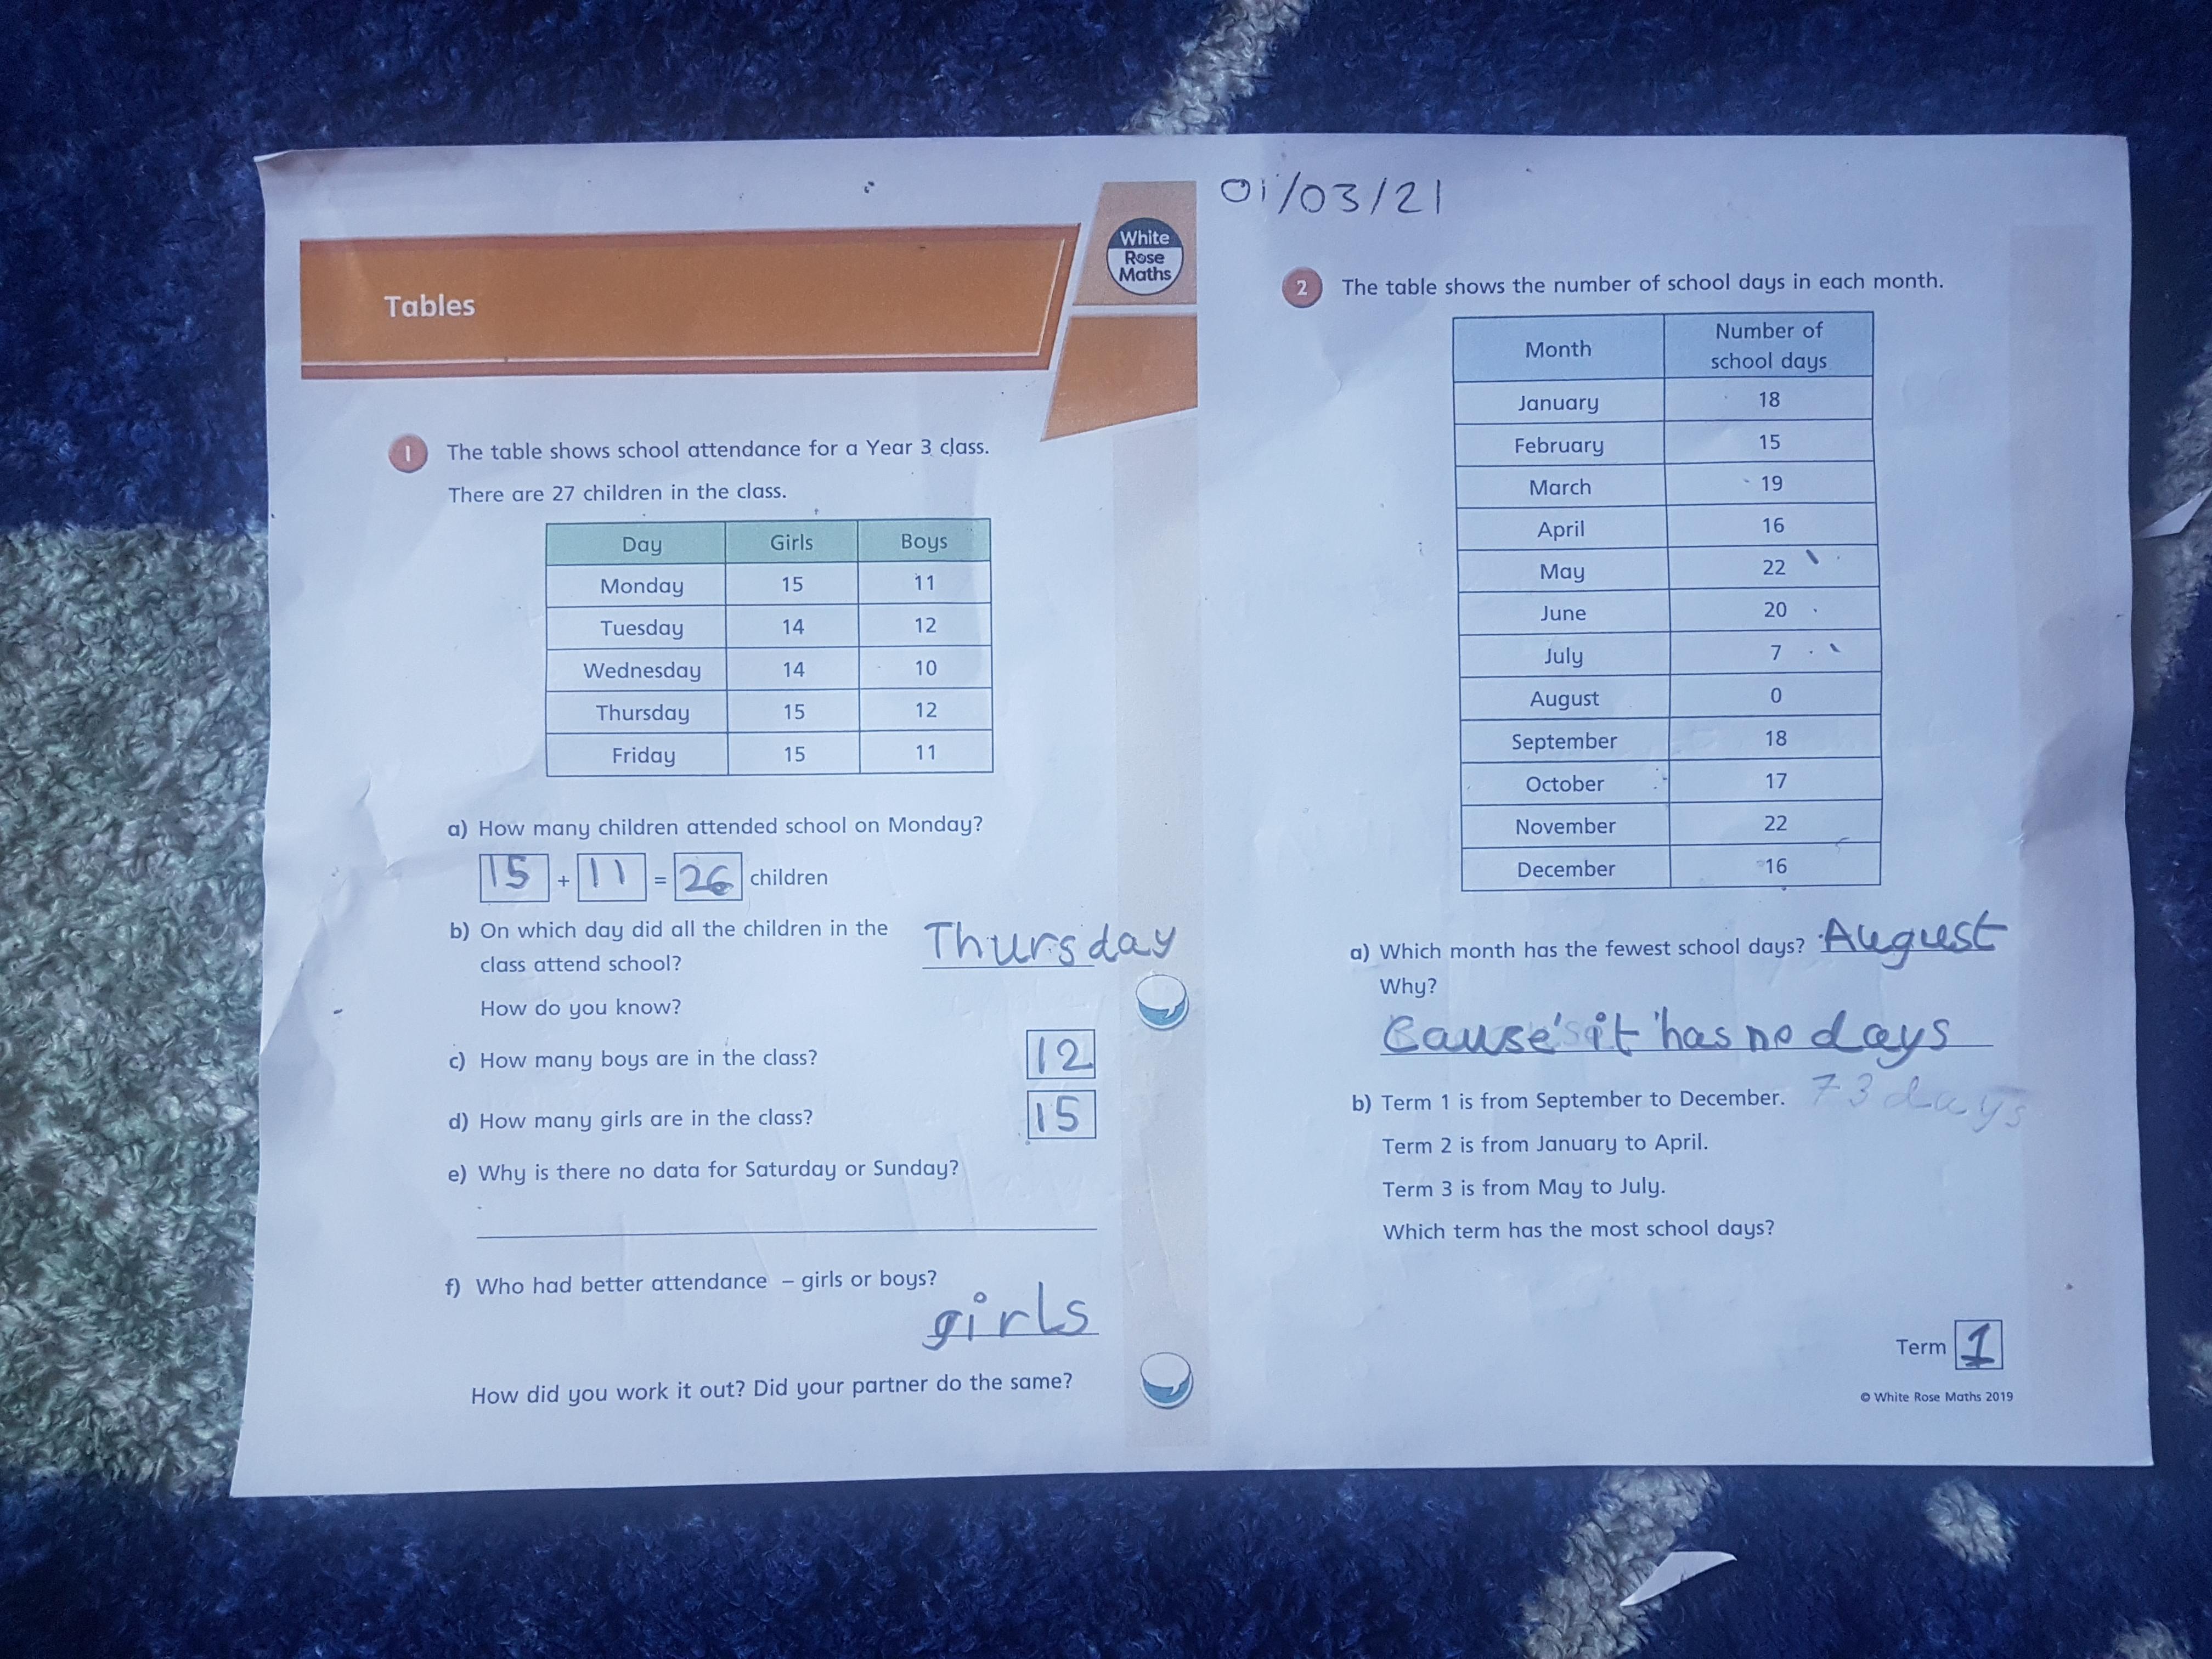 01/03/21
White
Rose
Maths
Tables
1 The table shows school attendance for a Year 3 class.
There are 27 children in the class.
Day Girls Boys
Monday 15 11
Tuesday 14 12
Wednesday 14 10
Thursday 15 12
Friday 15 11
a) How many children attended school on Monday?
15 + 11 = 26 children
b) On which day did all the children in the
class attend school?
Thursday
How do you know?
c) How many boys are in the class? 12
d) How many girls are in the class? 15
e) Why is there no data for Saturday or Sunday?
f) Who had better attendance – girls or boys?
girls
How did you work it out? Did your partner do the same?
2 The table shows the number of school days in each month.
Month Number of
school days
January 18
February 15
March 19
April 16
May 22
June 20
July 7
August 0
September 18
October 17
November 22
December 16
a) Which month has the fewest school days? August
Why?
Cause it has no days
b) Term 1 is from September to December. 73 days
Term 2 is from January to April.
Term 3 is from May to July.
Which term has the most school days?
Term 1
© White Rose Maths 2019